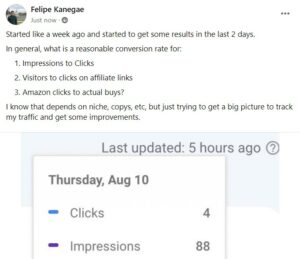 Felipe Kanegae
Just now
Started like a week ago and started to get some results in the last 2 days.
In general, what is a reasonable conversion rate for:
1. Impressions to Clicks
2. Visitors to clicks on affiliate links
3. Amazon clicks to actual buys?
I know that depends on niche, copys, etc, but just trying to get a big picture to track
my traffic and get some improvements.
Last updated: 5 hours ago
Thursday, Aug 10
Clicks 4
Impressions 88